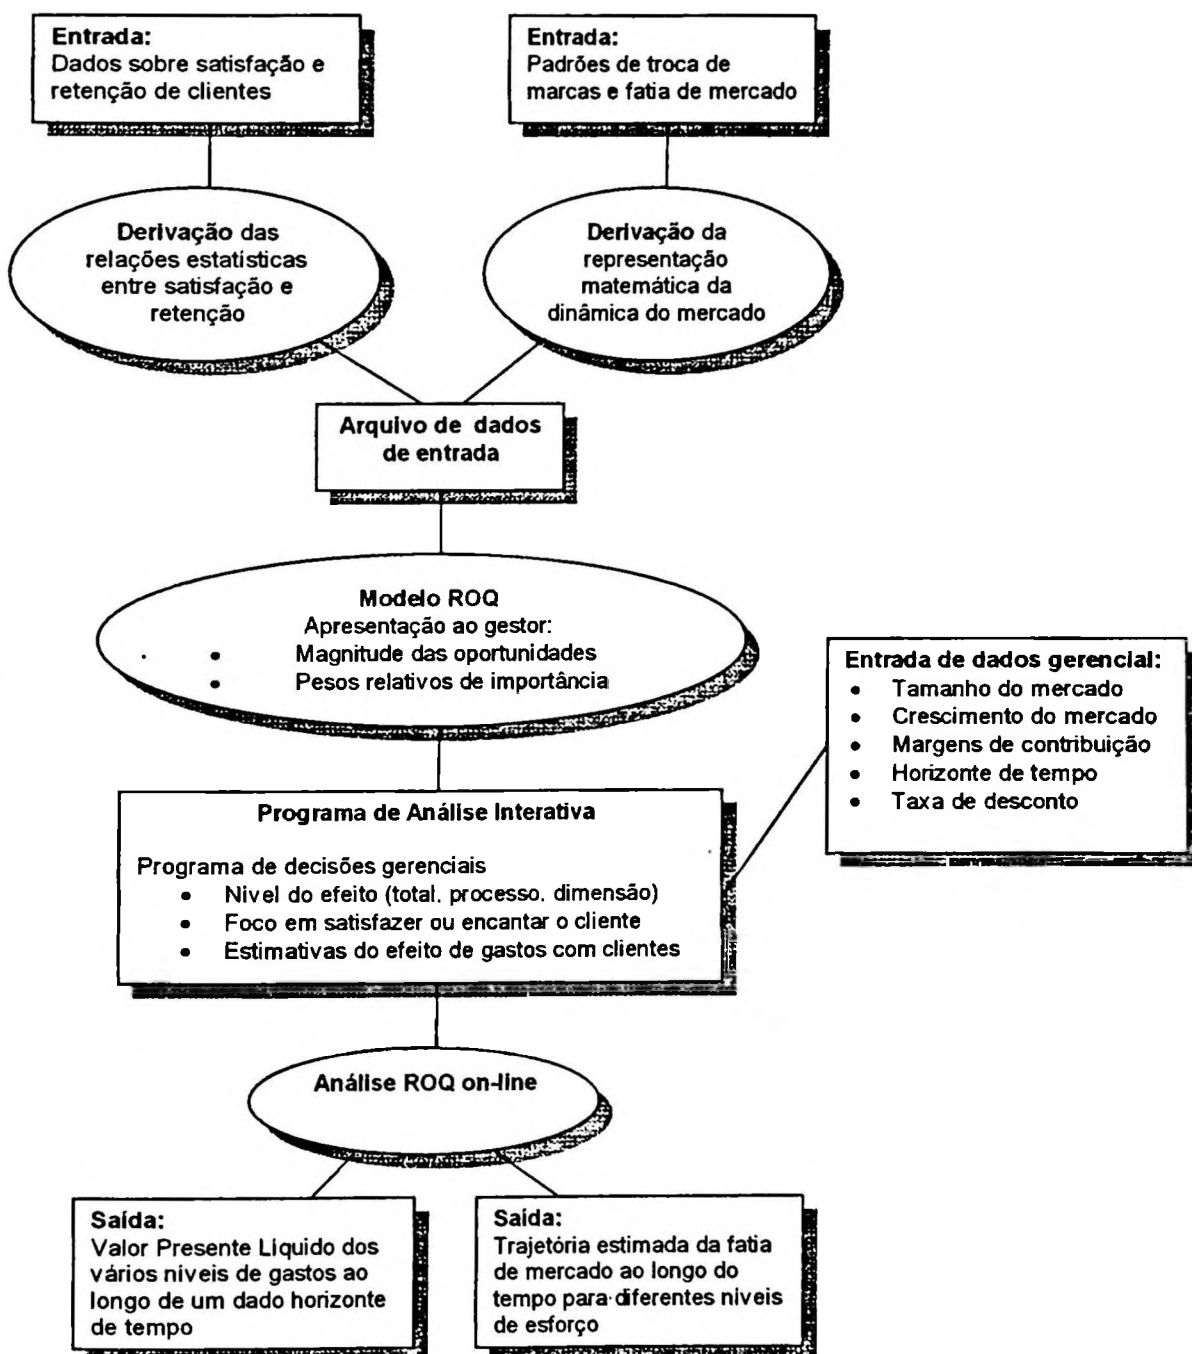 Entrada:
Dados sobre satisfação e
retenção de clientes
Entrada:
Padrões de troca de
marcas e fatia de mercado
Derivação das
relações estatísticas
entre satisfação e
retenção
Derivação da
representação
matemática da
dinâmica do mercado
Arquivo de dados
de entrada
Modelo ROQ
Apresentação ao gestor:
• Magnitude das oportunidades
• Pesos relativos de importância
Entrada de dados gerencial:
• Tamanho do mercado
• Crescimento do mercado
• Margens de contribuição
• Horizonte de tempo
• Taxa de desconto
Programa de Análise Interativa
Programa de decisões gerenciais
• Nível do efeito (total, processo, dimensão)
• Foco em satisfazer ou encantar o cliente
• Estimativas do efeito de gastos com clientes
Análise ROQ on-line
Saída:
Valor Presente Líquido dos
vários níveis de gastos ao
longo de um dado horizonte
de tempo
Saída:
Trajetória estimada da fatia
de mercado ao longo do
tempo para diferentes níveis
de esforço